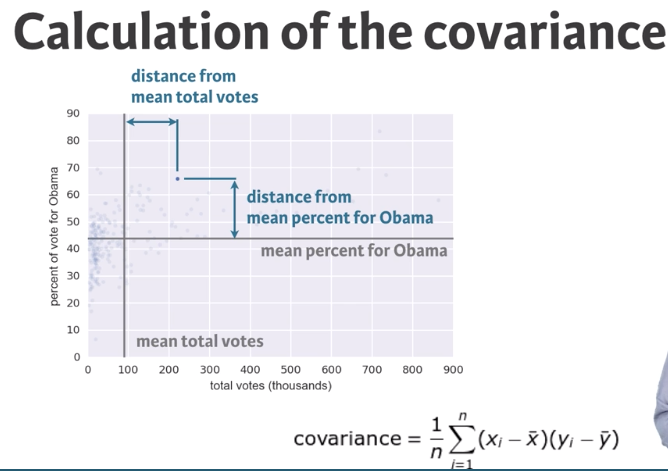 Calculation of the covariance
distance from
mean total votes
90
80
70
60
50
40
30
20
10
0
percent of vote for Obama
distance from
mean percent for Obama
mean percent for Obama
mean total votes
0 100 200 300 400 500 600 700 800 900
total votes (thousands)
covariance = \frac{1}{n} \sum_{i=1}^{n} (x_i − x̄)(y_i − ȳ)